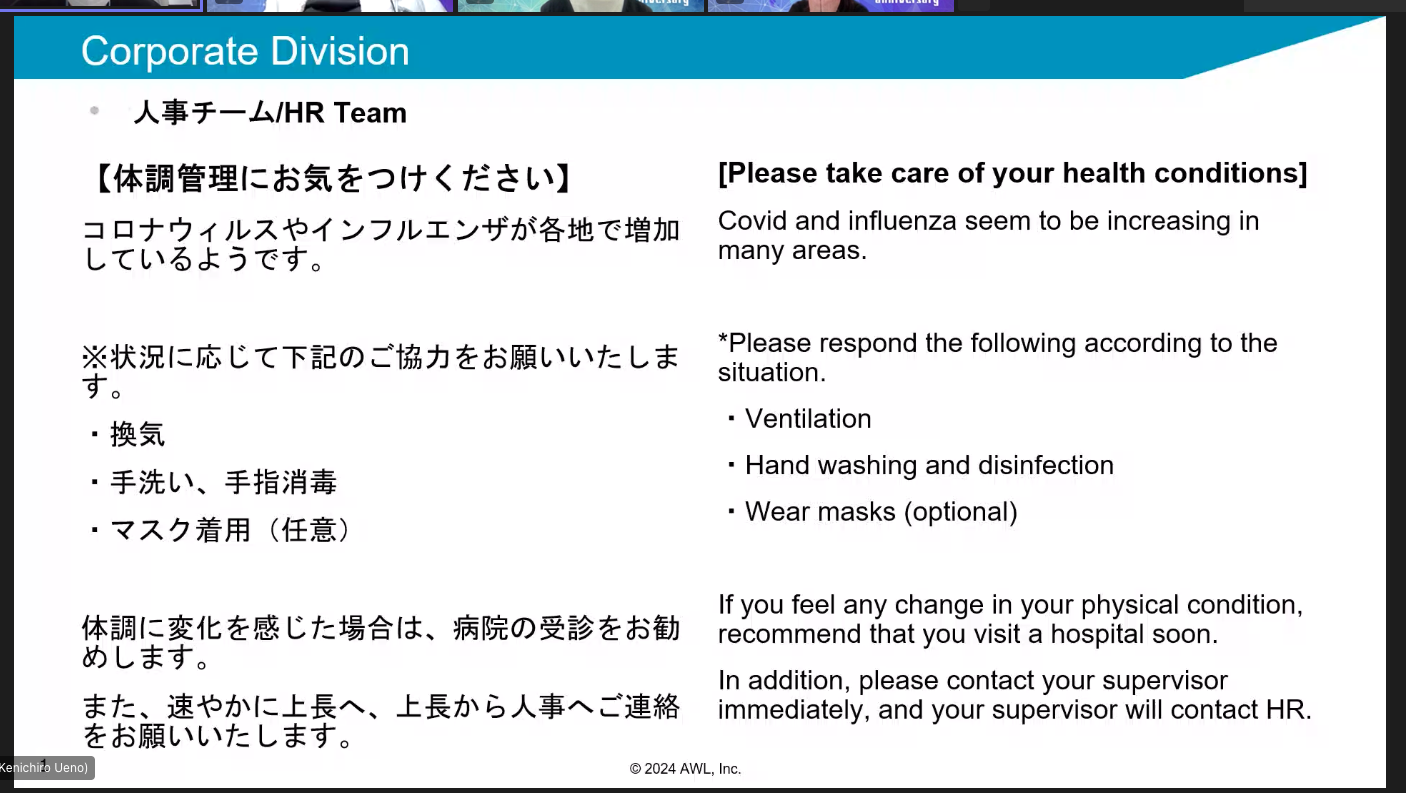 Corporate Division
• 人事チーム/HR Team
【体調管理にお気をつけください】
コロナウィルスやインフルエンザが各地で増加
しているようです。
※状況に応じて下記のご協力をお願いいたしま
す。
・換気
・手洗い、手指消毒
・マスク着用（任意）
体調に変化を感じた場合は、病院の受診をお勧
めします。
また、速やかに上長へ、上長から人事へご連絡
をお願いいたします。
[Please take care of your health conditions]
Covid and influenza seem to be increasing in
many areas.
*Please respond the following according to the
situation.
・Ventilation
・Hand washing and disinfection
・Wear masks (optional)
If you feel any change in your physical condition,
recommend that you visit a hospital soon.
In addition, please contact your supervisor
immediately, and your supervisor will contact HR.
Kenichiro Ueno)
1
© 2024 AWL, Inc.